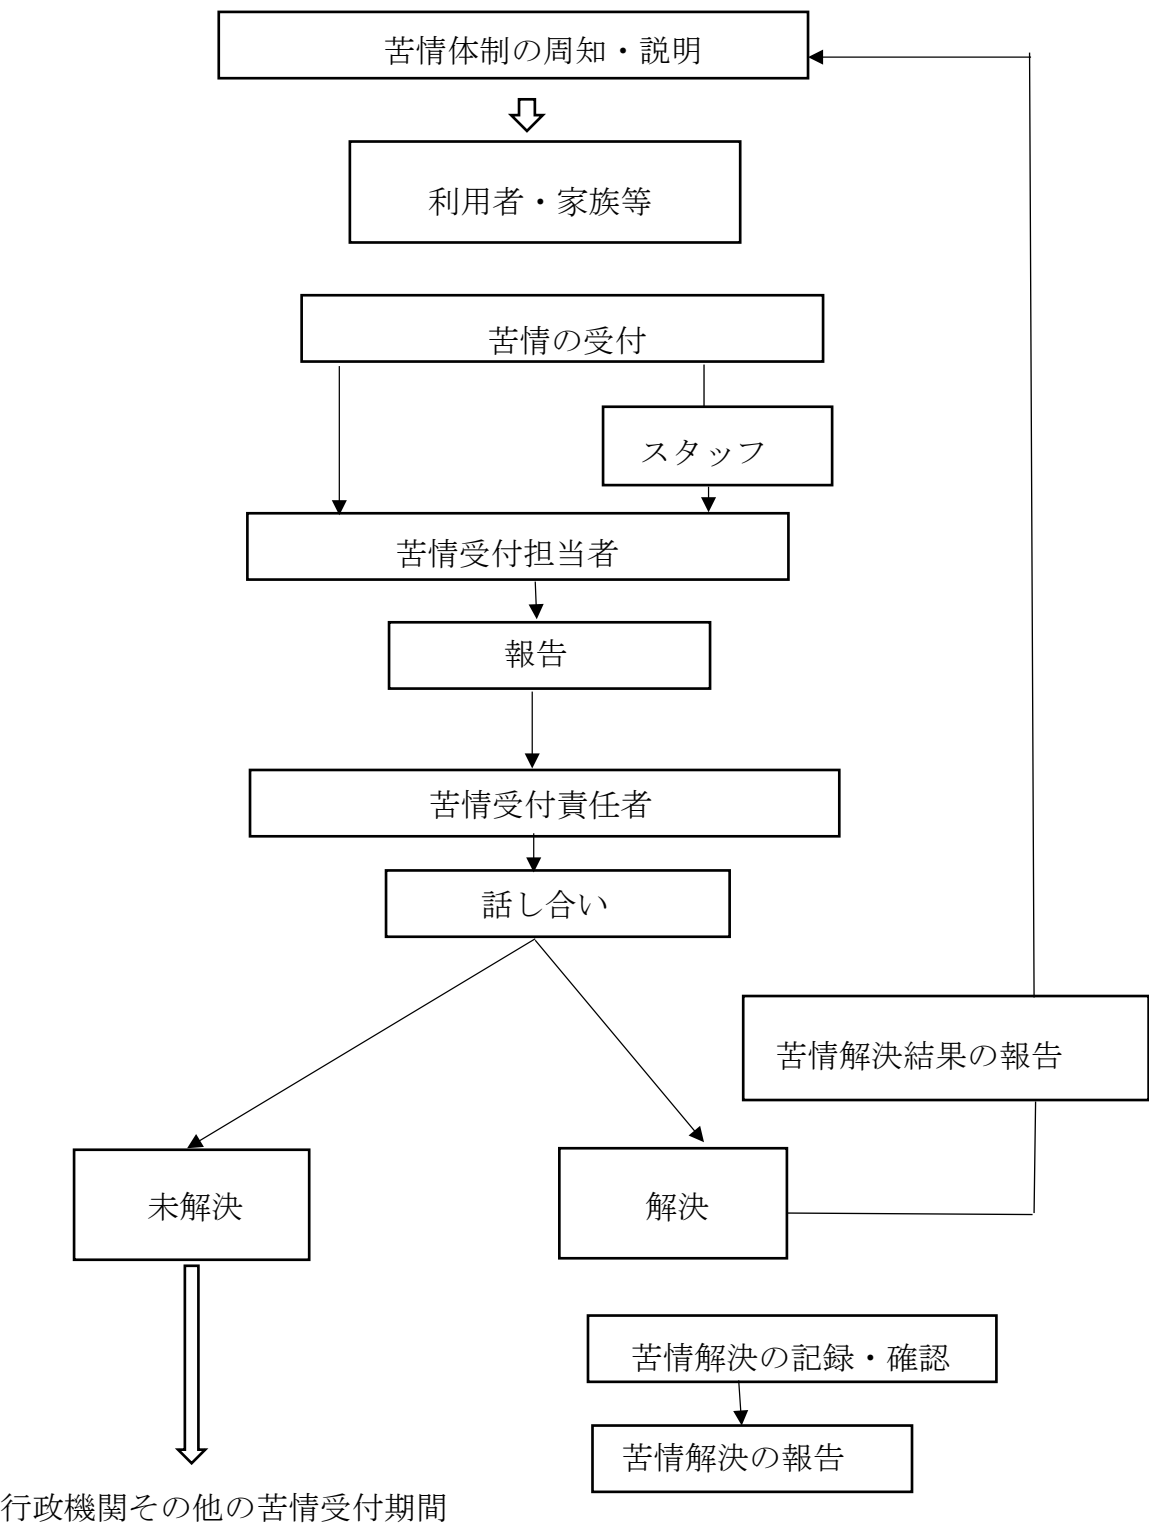 苦情体制の周知・説明
利用者・家族等
苦情の受付
スタッフ
苦情受付担当者
報告
苦情受付責任者
話し合い
苦情解決結果の報告
未解決
解決
苦情解決の記録・確認
苦情解決の報告
行政機関その他の苦情受付期間